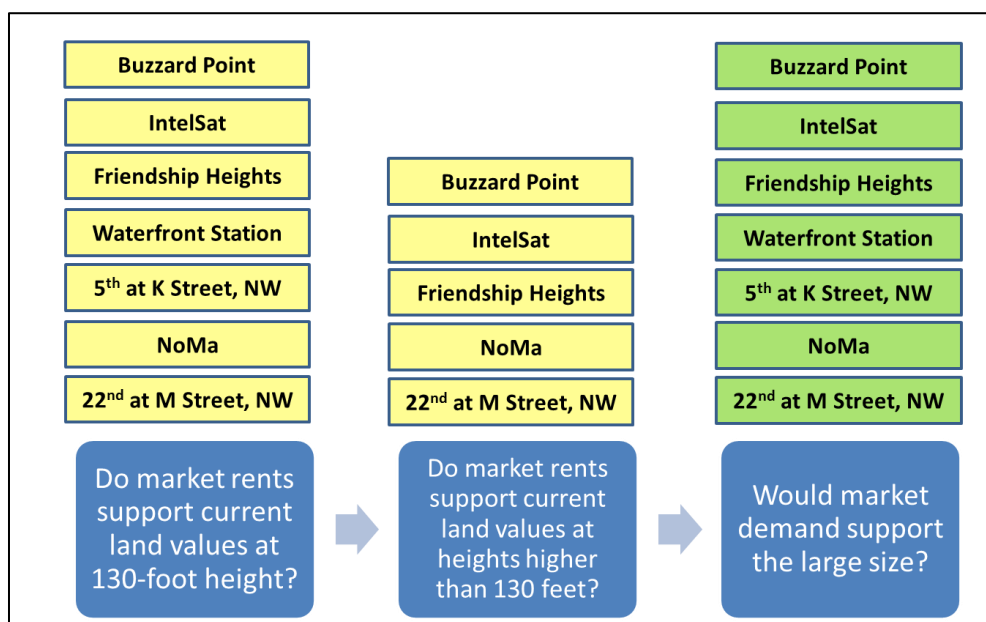 Buzzard Point
IntelSat
Friendship Heights
Waterfront Station
5th at K Street, NW
NoMa
22nd at M Street, NW
Do market rents
support current
land values at
130-foot height?
Buzzard Point
IntelSat
Friendship Heights
NoMa
22nd at M Street, NW
Do market rents
support current
land values at
heights higher
than 130 feet?
Buzzard Point
IntelSat
Friendship Heights
Waterfront Station
5th at K Street, NW
NoMa
22nd at M Street, NW
Would market
demand support
the large size?